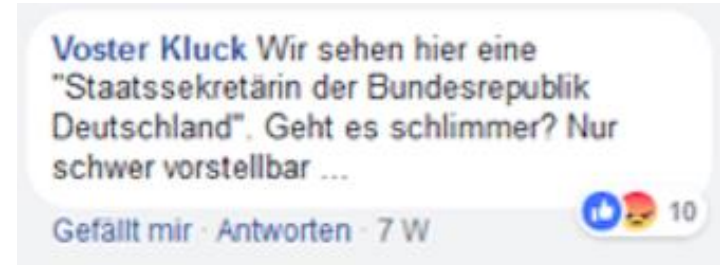 Voster Kluck Wir sehen hier eine
"Staatssekretärin der Bundesrepublik
Deutschland". Geht es schlimmer? Nur
schwer vorstellbar ...
10
Gefällt mir · Antworten · 7 W